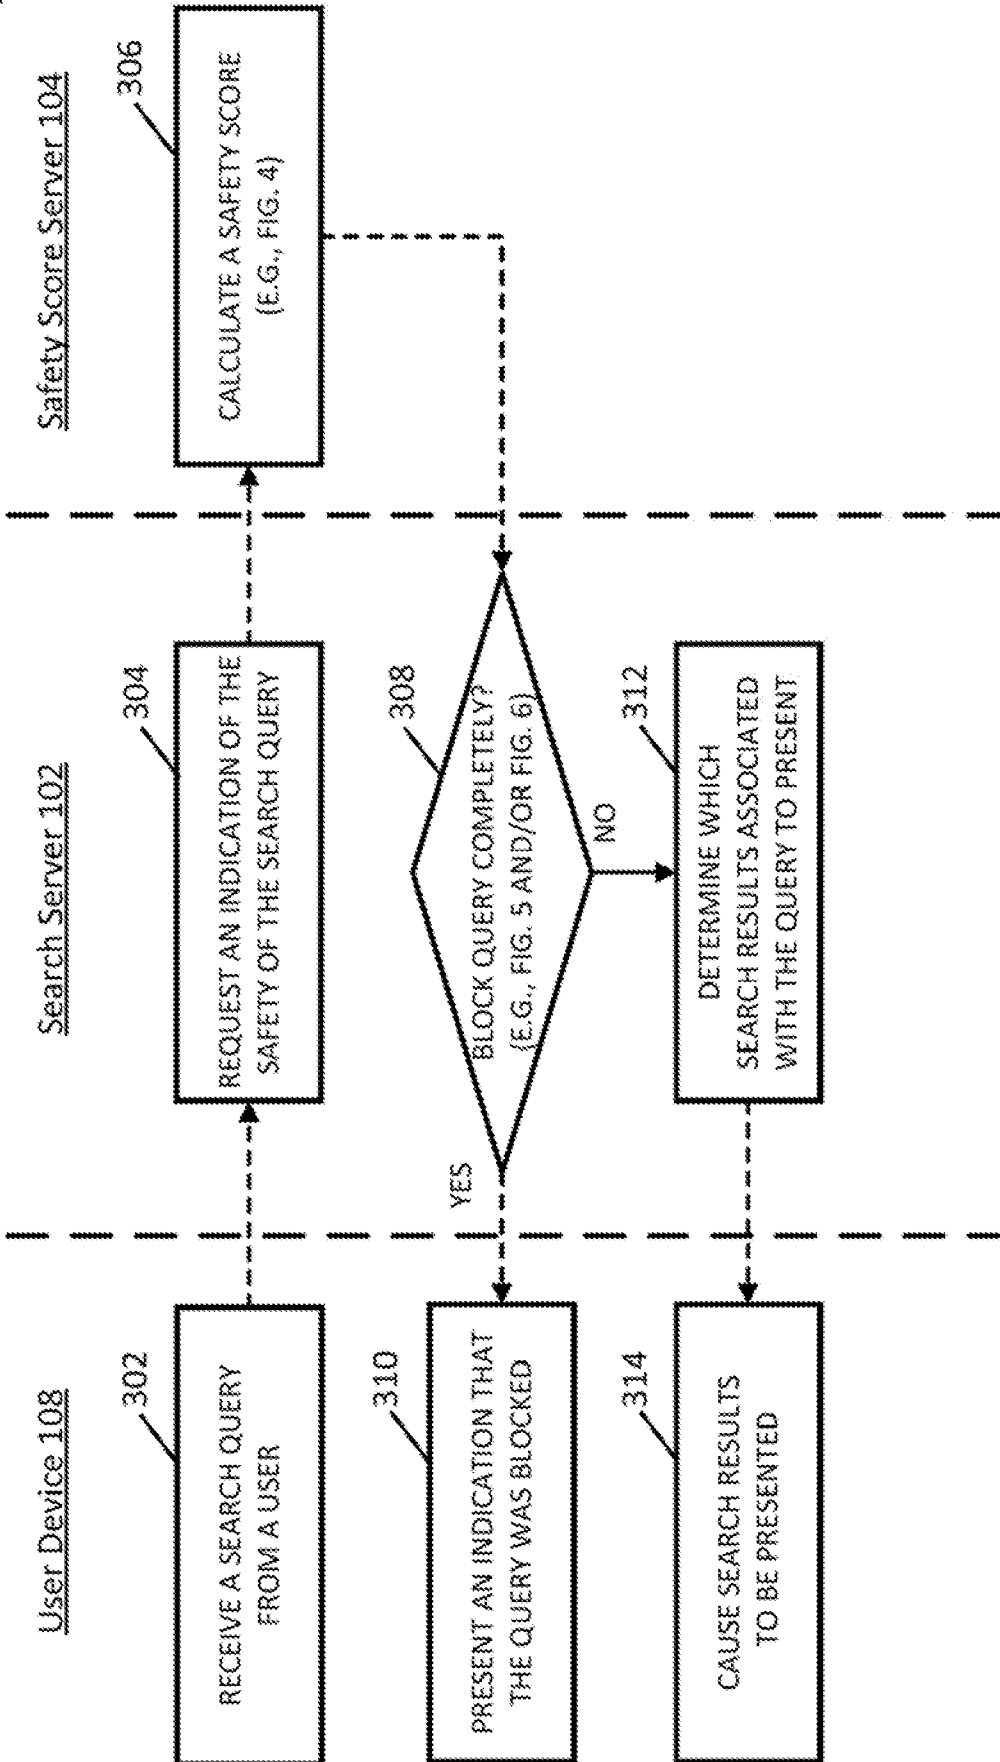 User Device 108
Search Server 102
Safety Score Server 104
302
RECEIVE A SEARCH QUERY
FROM A USER
304
REQUEST AN INDICATION OF THE
SAFETY OF THE SEARCH QUERY
306
CALCULATE A SAFETY SCORE
(E.G., FIG. 4)
310
PRESENT AN INDICATION THAT
THE QUERY WAS BLOCKED
YES
308
BLOCK QUERY COMPLETELY?
(E.G., FIG. 5 AND/OR FIG. 6)
NO
314
CAUSE SEARCH RESULTS
TO BE PRESENTED
312
DETERMINE WHICH
SEARCH RESULTS ASSOCIATED
WITH THE QUERY TO PRESENT